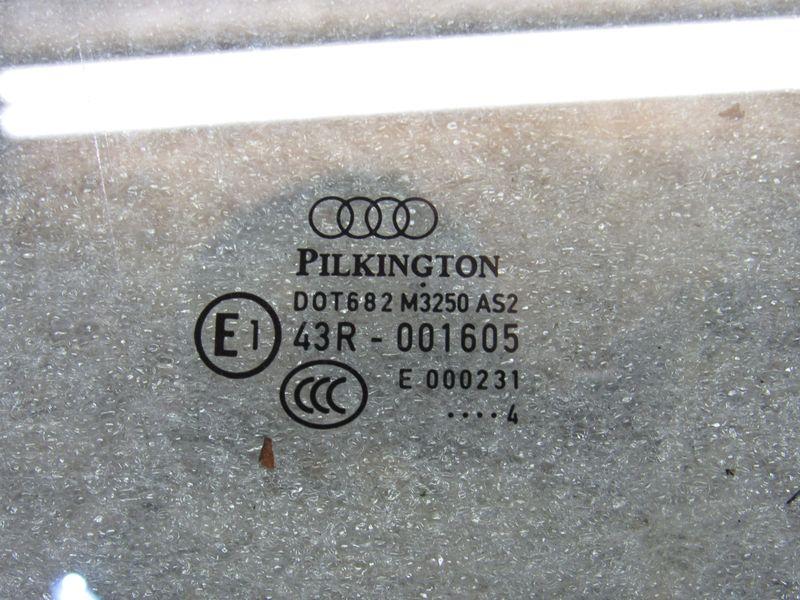 PILKINGTON
DOT682 M3250 AS2
E1 43R - 001605
CCC E 000231
.... 4